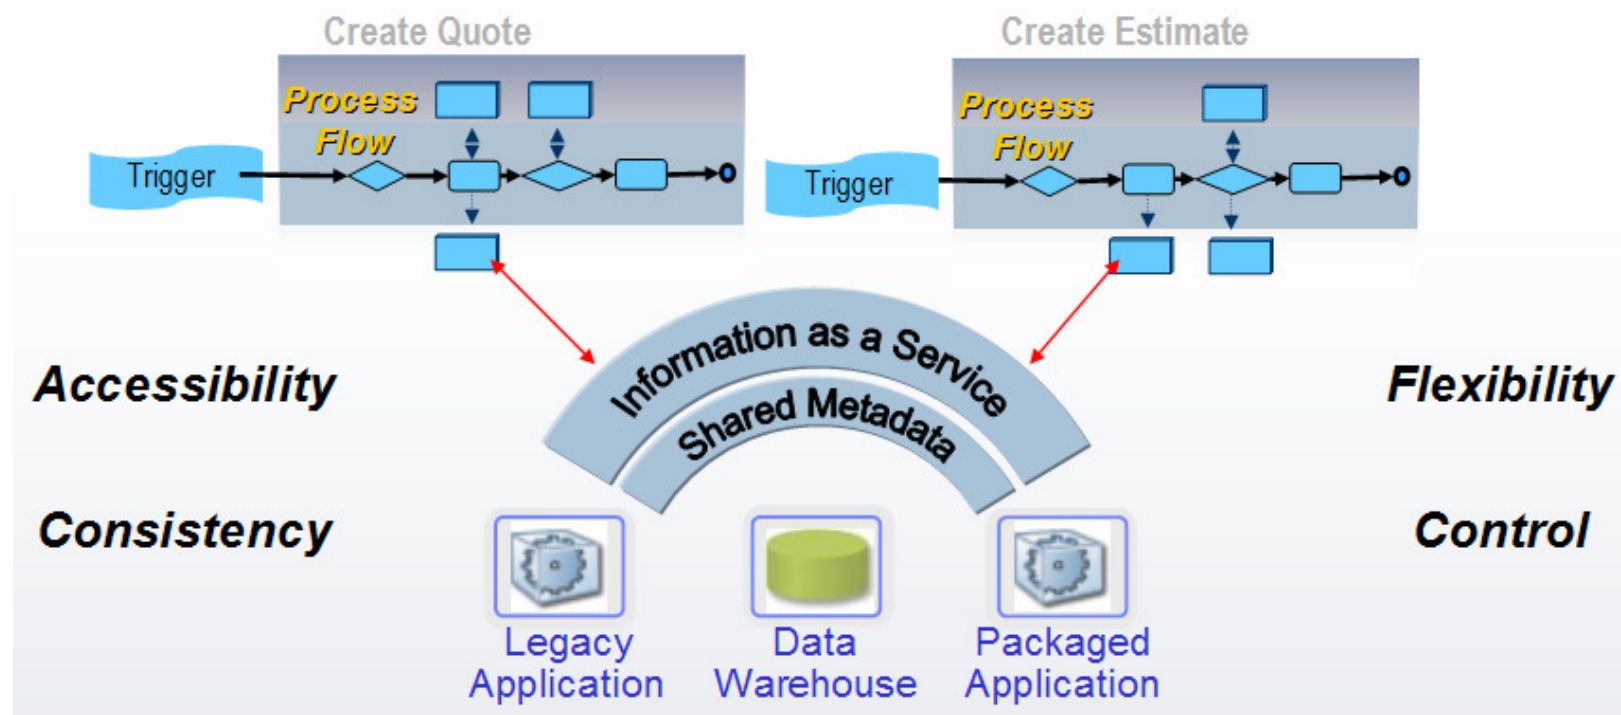 Create Quote
Create Estimate
Process
Flow
Trigger
Process
Flow
Trigger
Information as a Service
Shared Metadata
Accessibility
Flexibility
Consistency
Control
Legacy
Application
Data
Warehouse
Packaged
Application